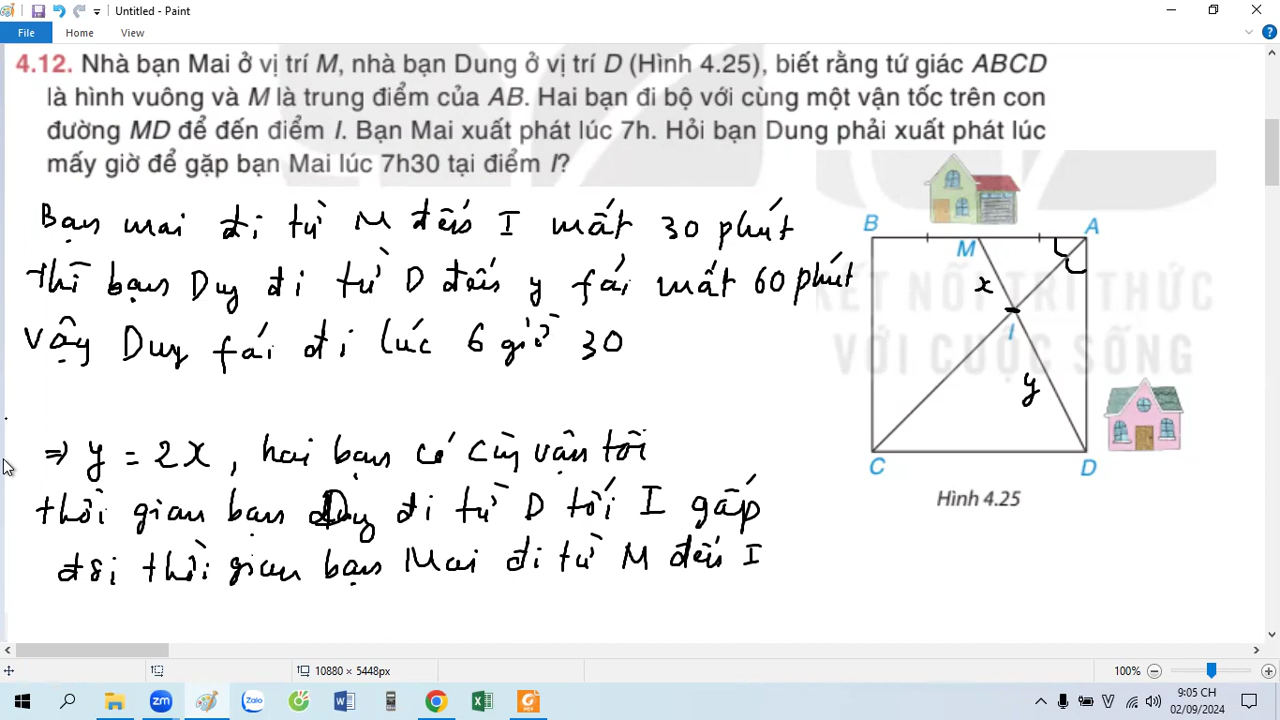 Untitled - Paint
File
Home
View
4.12. Nhà bạn Mai ở vị trí M, nhà bạn Dung ở vị trí D (Hình 4.25), biết rằng tứ giác ABCD
là hình vuông và M là trung điểm của AB. Hai bạn đi bộ với cùng một vận tốc trên con
đường MD để đến điểm I. Bạn Mai xuất phát lúc 7h. Hỏi bạn Dung phải xuất phát lúc
mấy giờ để gặp bạn Mai lúc 7h30 tại điểm I?
Bạn mai đi từ M đến I mất 30 phút
thì bạn Duy đi từ D đến y fải mất 60 phút
Vậy Duy fải đi lúc 6 giờ 30
⇒ y = 2x, hai bạn có cùng vận tốc
thời gian bạn Duy đi từ D tới I gấp
đôi thời gian bạn Mai đi từ M đến I
B
M
A
x
I
y
C
D
KẾT NỐI TRI THỨC
VỚI CUỘC SỐNG
Hình 4.25
10880 × 5448px
100%
9:05 CH
02/09/2024